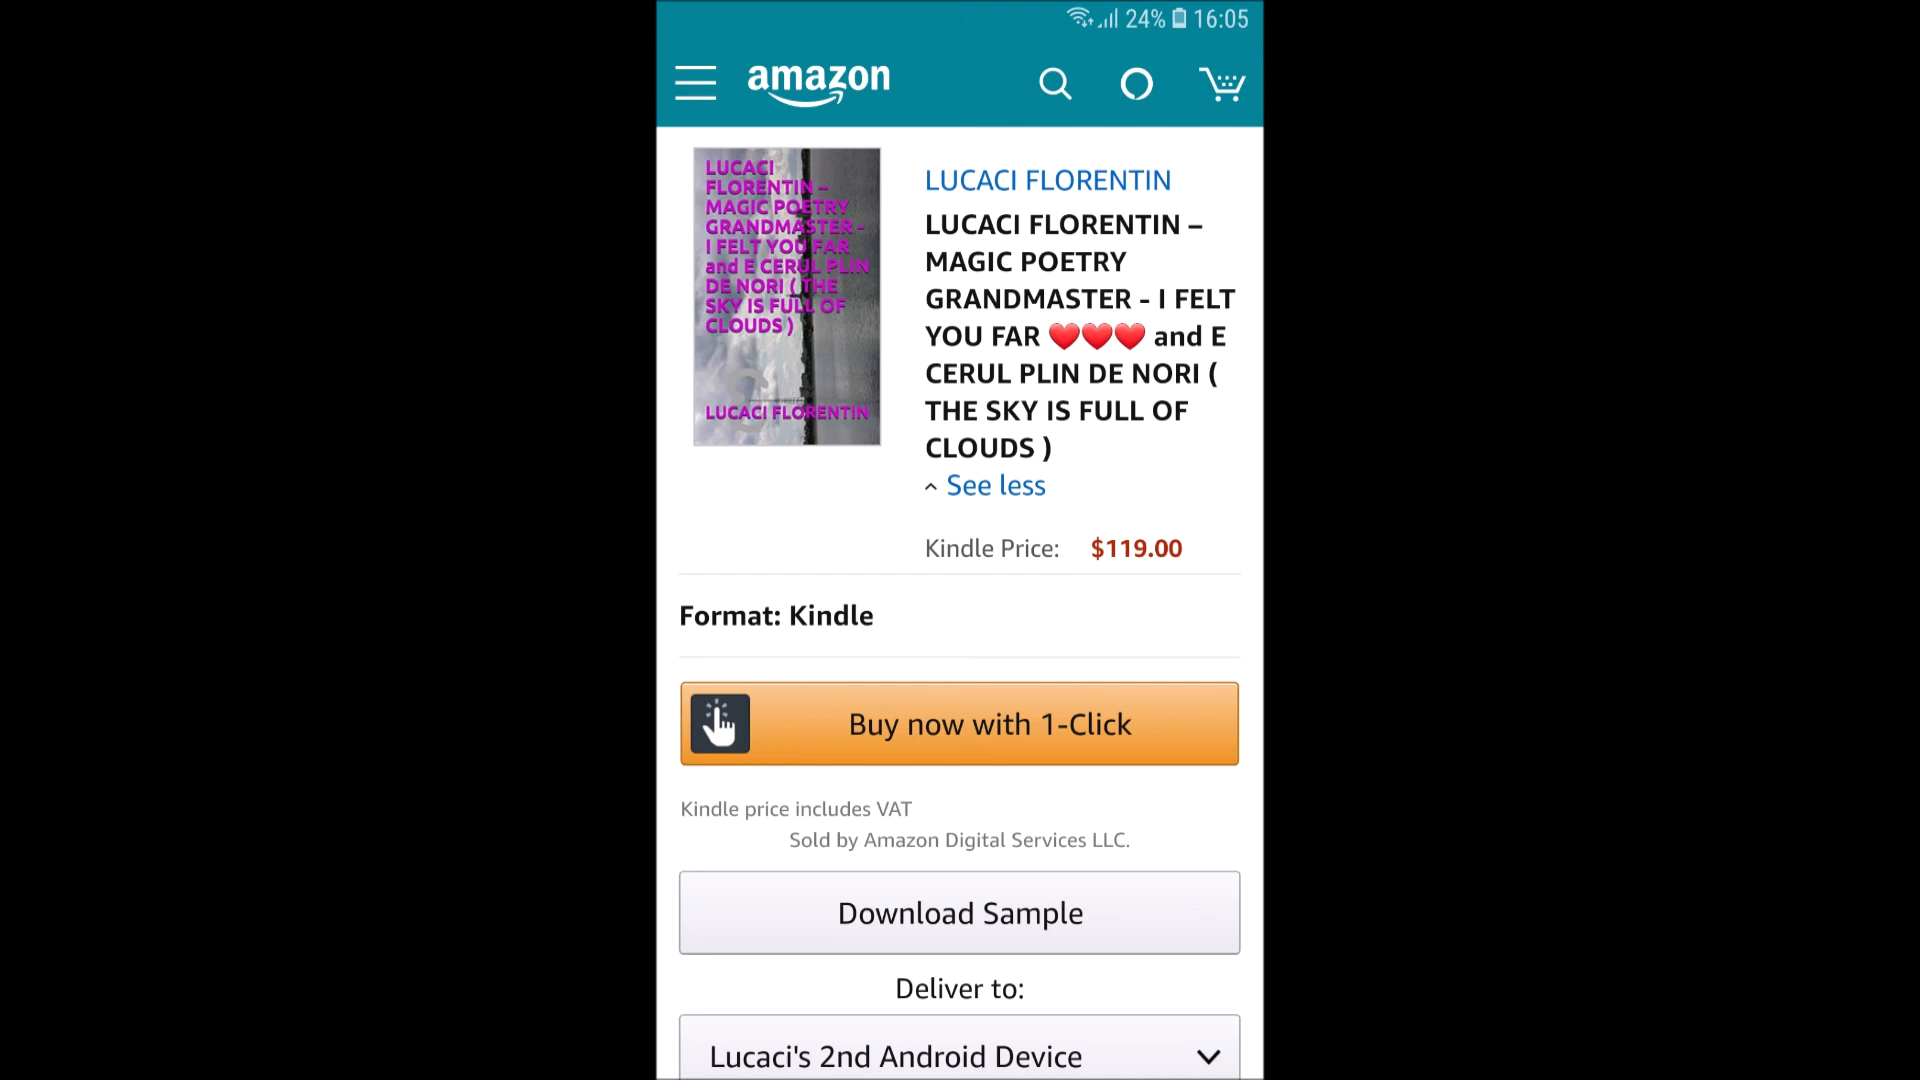 24% 16:05
amazon
LUCACI
FLORENTIN –
MAGIC POETRY
GRANDMASTER -
I FELT YOU FAR
and E CERUL PLIN
DE NORI ( THE
SKY IS FULL OF
CLOUDS )
LUCACI FLORENTIN
LUCACI FLORENTIN
LUCACI FLORENTIN –
MAGIC POETRY
GRANDMASTER - I FELT
YOU FAR ❤️❤️❤️ and E
CERUL PLIN DE NORI (
THE SKY IS FULL OF
CLOUDS )
See less
Kindle Price: $119.00
Format: Kindle
Buy now with 1-Click
Kindle price includes VAT
Sold by Amazon Digital Services LLC.
Download Sample
Deliver to:
Lucaci's 2nd Android Device